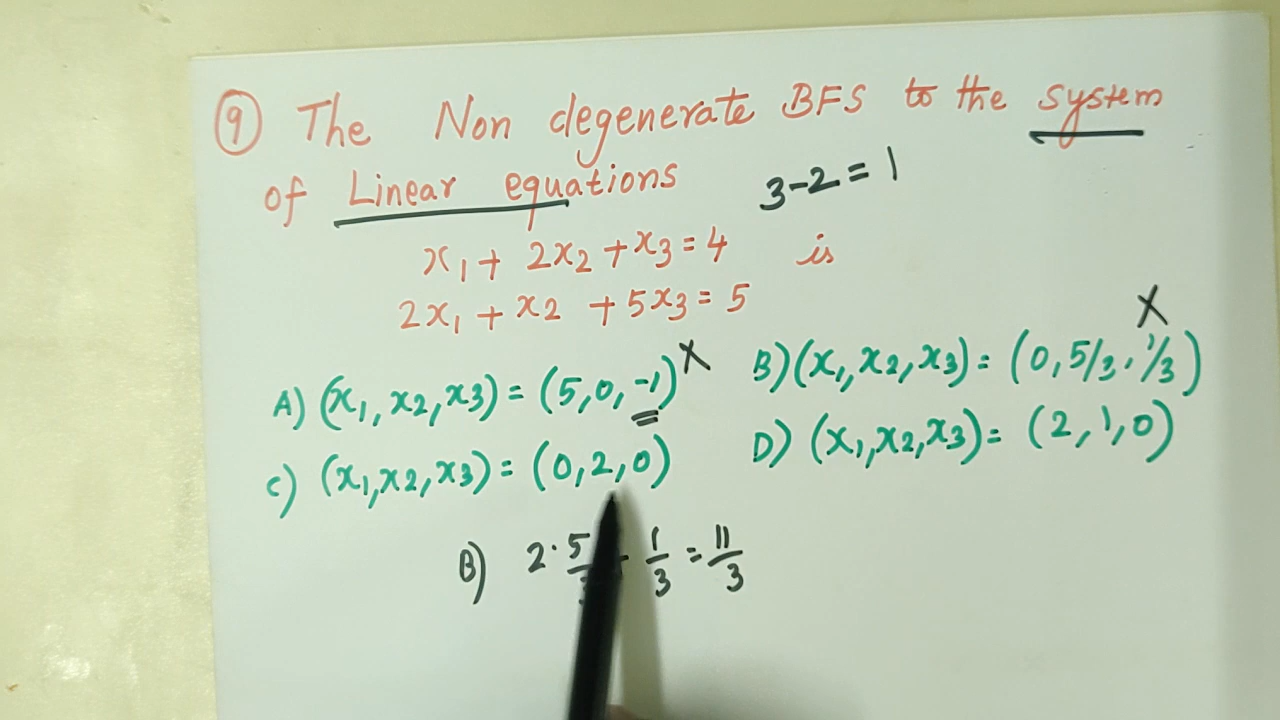 ⑨ The Non degenerate BFS to the system
of Linear equations
3-2=1
x₁ + 2x₂ + x₃ = 4 is
2x₁ + x₂ + 5x₃ = 5
A) (x₁, x₂, x₃) = (5, 0, -1) X
B) (x₁, x₂, x₃) = (0, 5/3, 1/3) X
C) (x₁, x₂, x₃) = (0, 2, 0)
D) (x₁, x₂, x₃) = (2, 1, 0)
B) 2 · 5 1/3 = 11/3